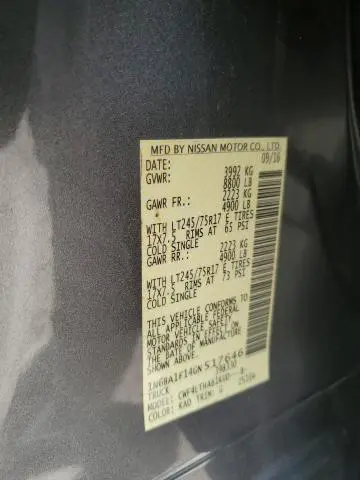 MFD BY NISSAN MOTOR CO., LTD.
DATE: 09/16
GVWR: 3992 KG
8800 LB
GAWR FR.: 2223 KG
4900 LB
WITH LT245/75R17 E TIRES
17X7.5 RIMS AT 65 PSI
COLD SINGLE
GAWR RR.: 2223 KG
4900 LB
WITH LT245/75R17 E TIRES
17X7.5 RIMS AT 73 PSI
COLD SINGLE
THIS VEHICLE CONFORMS TO
ALL APPLICABLE FEDERAL
MOTOR VEHICLE SAFETY
STANDARDS IN EFFECT ON
THE DATE OF MANUFACTURE
SHOWN ABOVE.
1N6BA1F14GN517646
TRUCK
MODEL:
COLOR: KAD TRIM: G